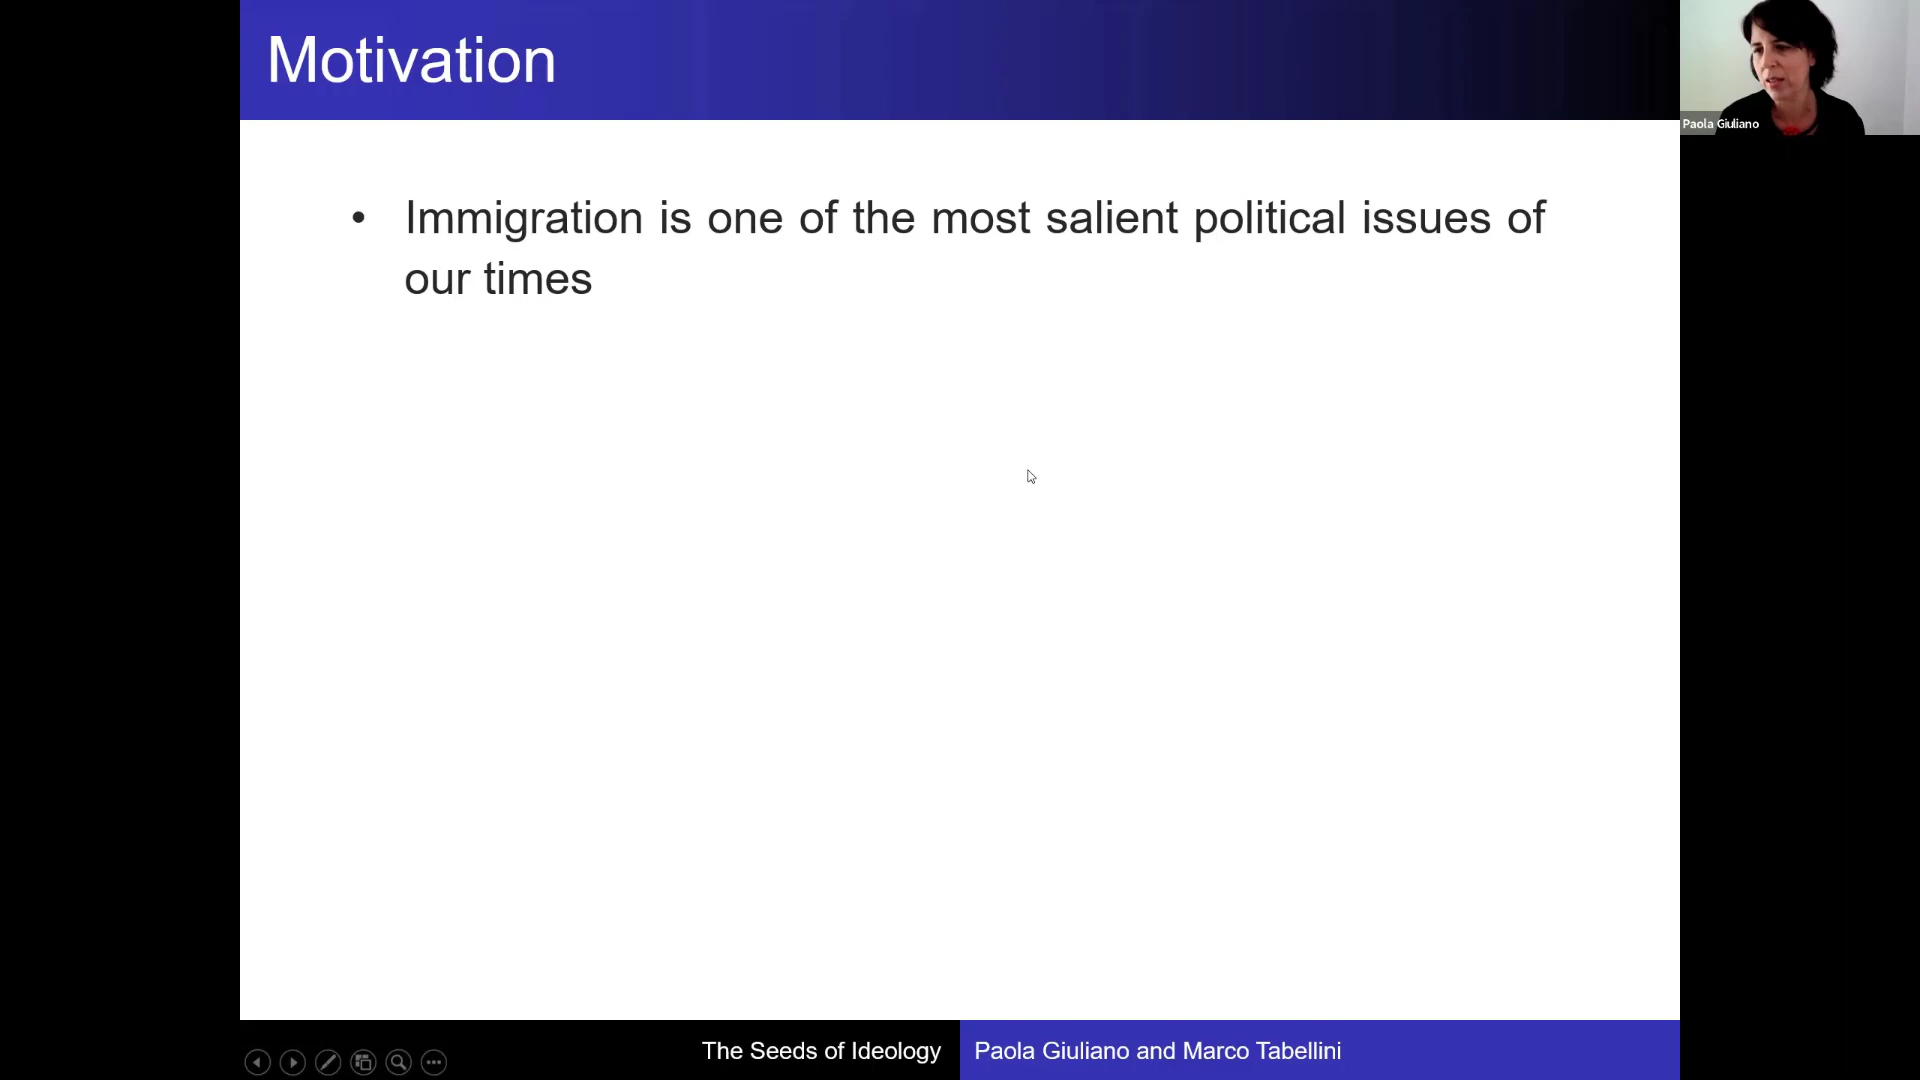 Motivation
Paola Giuliano
• Immigration is one of the most salient political issues of
our times
The Seeds of Ideology
Paola Giuliano and Marco Tabellini